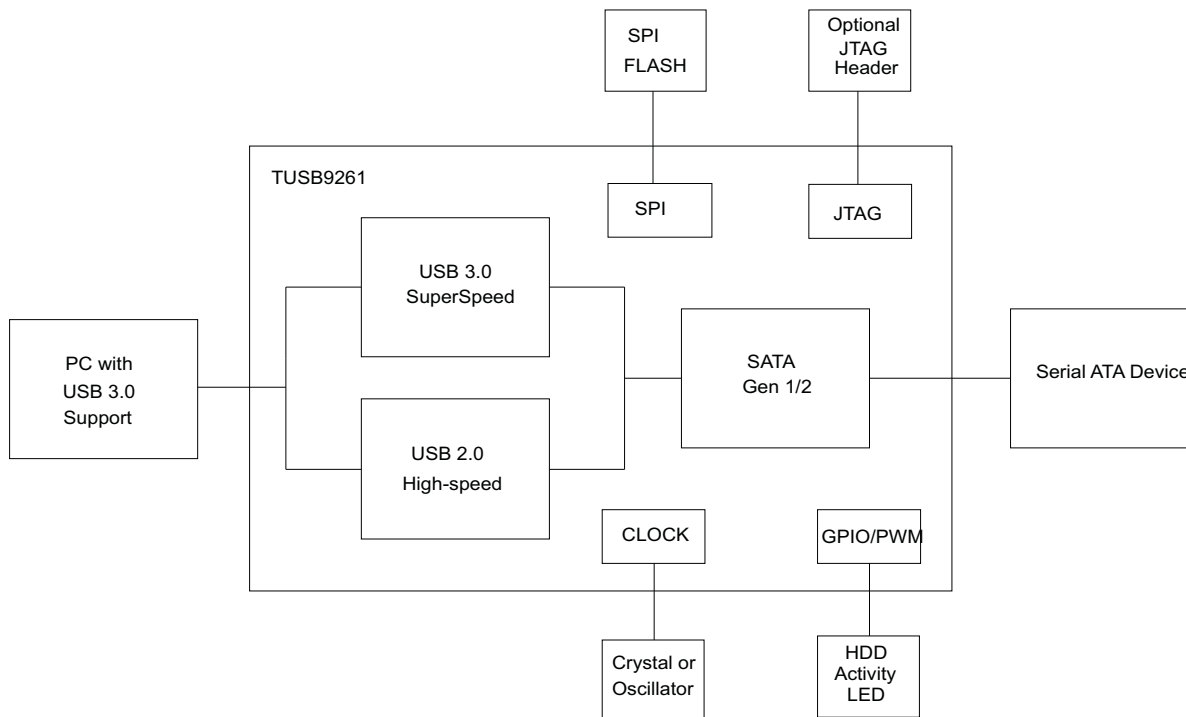 SPI
FLASH
Optional
JTAG
Header
TUSB9261
SPI
JTAG
USB 3.0
SuperSpeed
PC with
USB 3.0
Support
SATA
Gen 1/2
Serial ATA Device
USB 2.0
High-speed
CLOCK
GPIO/PWM
Crystal or
Oscillator
HDD
Activity
LED